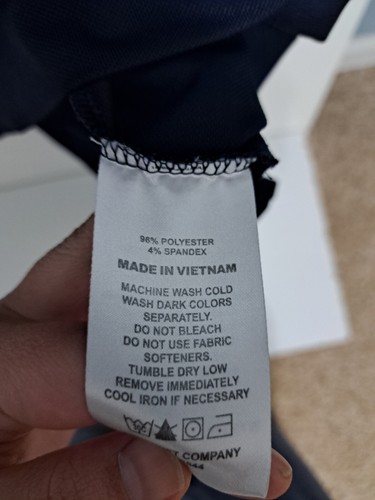 96% POLYESTER
4% SPANDEX
MADE IN VIETNAM
MACHINE WASH COLD
WASH DARK COLORS
SEPARATELY.
DO NOT BLEACH
DO NOT USE FABRIC
SOFTENERS.
TUMBLE DRY LOW
REMOVE IMMEDIATELY
COOL IRON IF NECESSARY
COMPANY